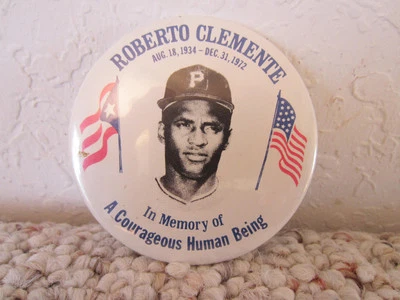 ROBERTO CLEMENTE
AUG. 18, 1934 – DEC. 31, 1972
P
In Memory of
A Courageous Human Being